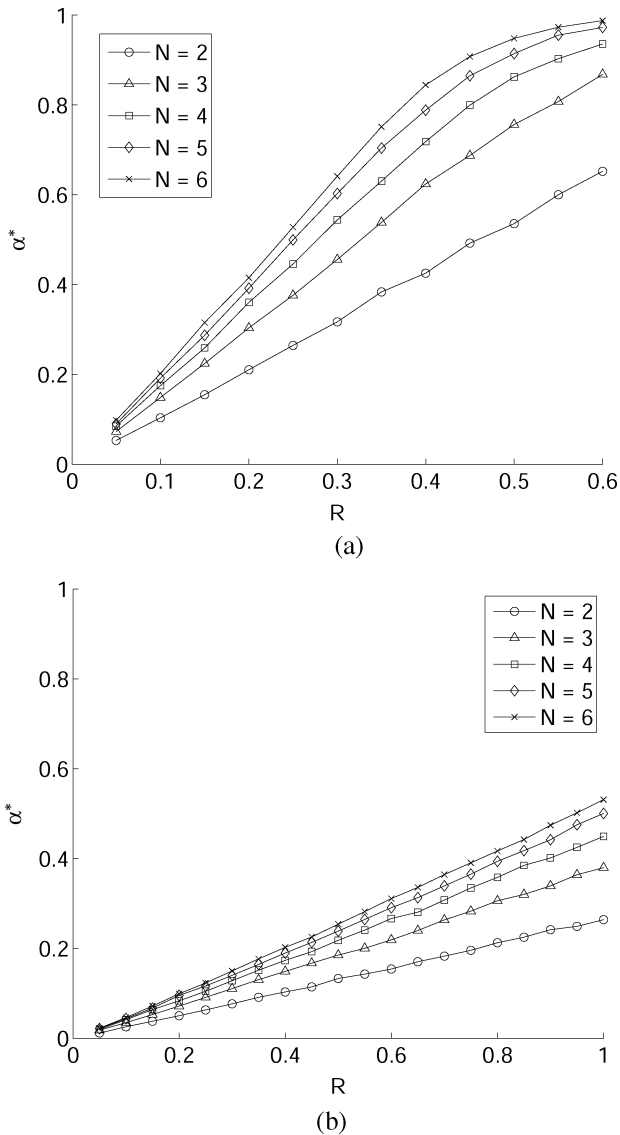 1
0.8
0.6
0.4
0.2
0
α*
N = 2
N = 3
N = 4
N = 5
N = 6
0 0.1 0.2 0.3 0.4 0.5 0.6
R
(a)
1
0.8
0.6
0.4
0.2
0
α*
N = 2
N = 3
N = 4
N = 5
N = 6
0 0.2 0.4 0.6 0.8 1
R
(b)